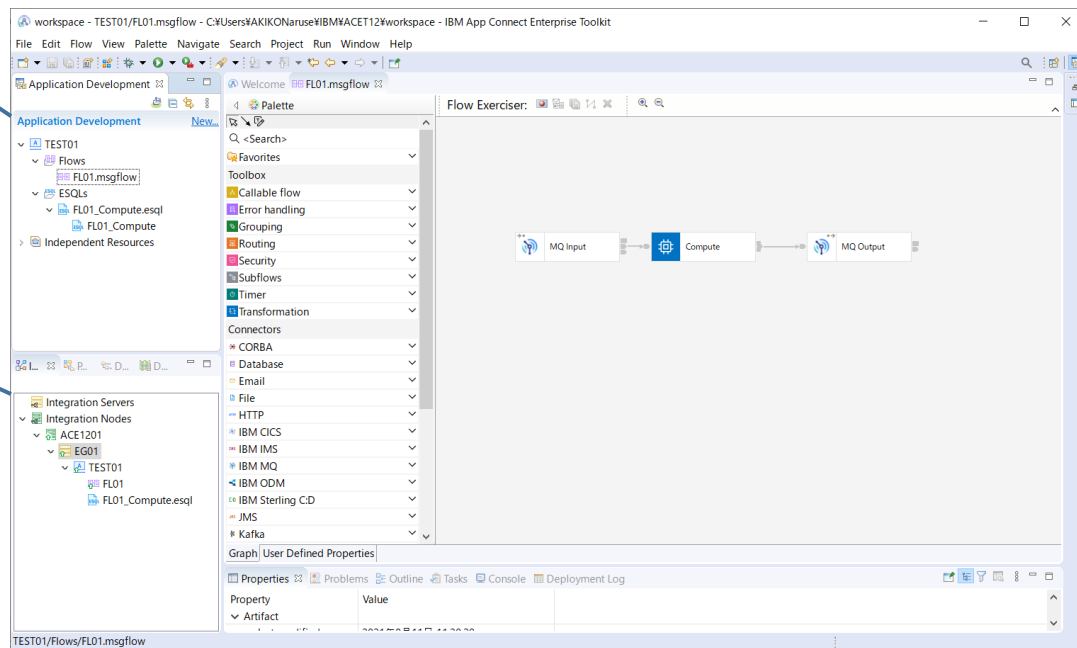 workspace - TEST01/FL01.msgflow - C:¥Users¥AKIKONaruse¥IBM¥ACET12¥workspace - IBM App Connect Enterprise Toolkit
File Edit Flow View Palette Navigate Search Project Run Window Help
Application Development
Welcome FL01.msgflow
Application Development New...
TEST01
Flows
FL01.msgflow
ESQLs
FL01_Compute.esql
FL01_Compute
Independent Resources
Palette
<Search>
Favorites
Toolbox
Callable flow
Error handling
Grouping
Routing
Security
Subflows
Timer
Transformation
Connectors
CORBA
Database
Email
File
HTTP
IBM CICS
IBM IMS
IBM MQ
IBM ODM
IBM Sterling C:D
JMS
Kafka
Flow Exerciser:
MQ Input
Compute
MQ Output
Graph User Defined Properties
I... P... D... D...
Integration Servers
Integration Nodes
ACE1201
EG01
TEST01
FL01
FL01_Compute.esql
Properties Problems Outline Tasks Console Deployment Log
Property Value
Artifact
TEST01/Flows/FL01.msgflow